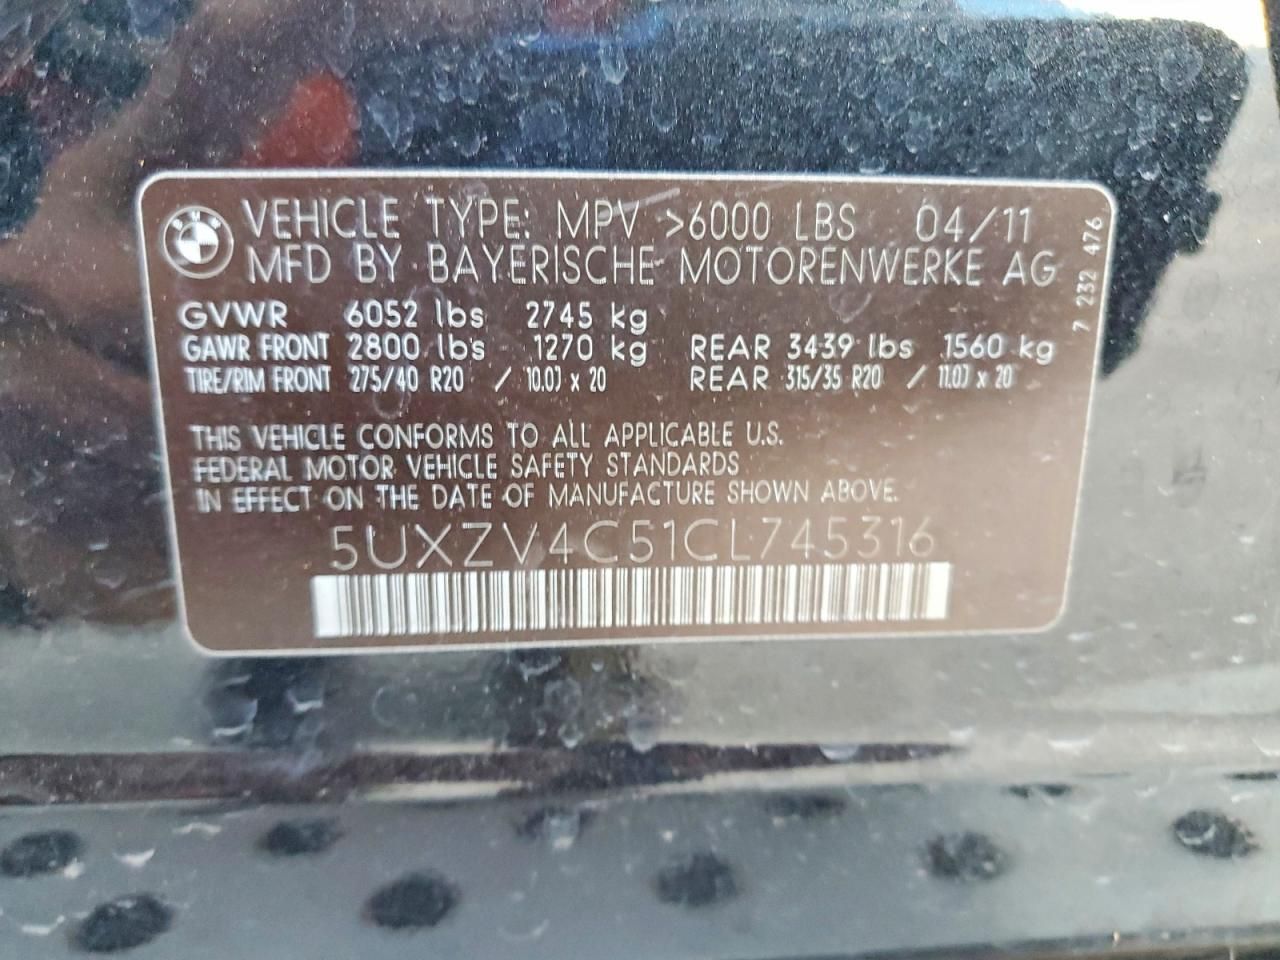 BMW
VEHICLE TYPE: MPV >6000 LBS 04/11
MFD BY BAYERISCHE MOTORENWERKE AG
GVWR 6052 lbs 2745 kg
GAWR FRONT 2800 lbs 1270 kg REAR 3439 lbs 1560 kg
TIRE/RIM FRONT 275/40 R20 / 10.0J x 20 REAR 315/35 R20 / 11.0J x 20
THIS VEHICLE CONFORMS TO ALL APPLICABLE U.S.
FEDERAL MOTOR VEHICLE SAFETY STANDARDS
IN EFFECT ON THE DATE OF MANUFACTURE SHOWN ABOVE.
5UXZV4C51CL745316
7 232 476